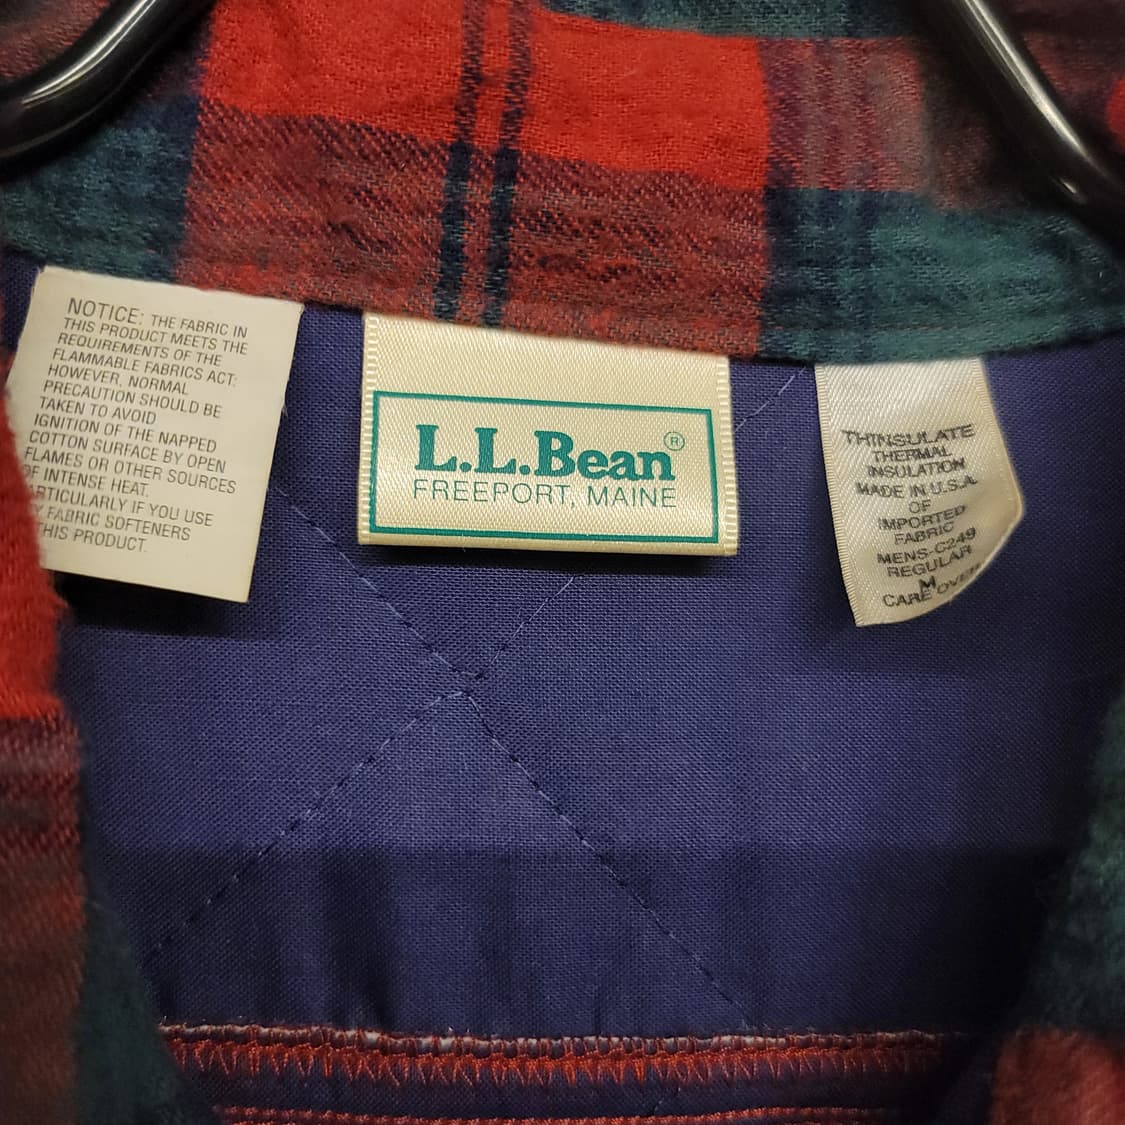 NOTICE: THE FABRIC IN
THIS PRODUCT MEETS THE
REQUIREMENTS OF THE
FLAMMABLE FABRICS ACT;
HOWEVER, NORMAL
PRECAUTION SHOULD BE
TAKEN TO AVOID
IGNITION OF THE NAPPED
COTTON SURFACE BY OPEN
FLAMES OR OTHER SOURCES
OF INTENSE HEAT.
IF YOU USE
FABRIC SOFTENERS
THIS PRODUCT.
L.L.Bean®
FREEPORT, MAINE
THINSULATE
THERMAL
INSULATION
MADE IN U.S.A.
OF
IMPORTED
FABRIC
MENS-C249
REGULAR
M
CARE OVER